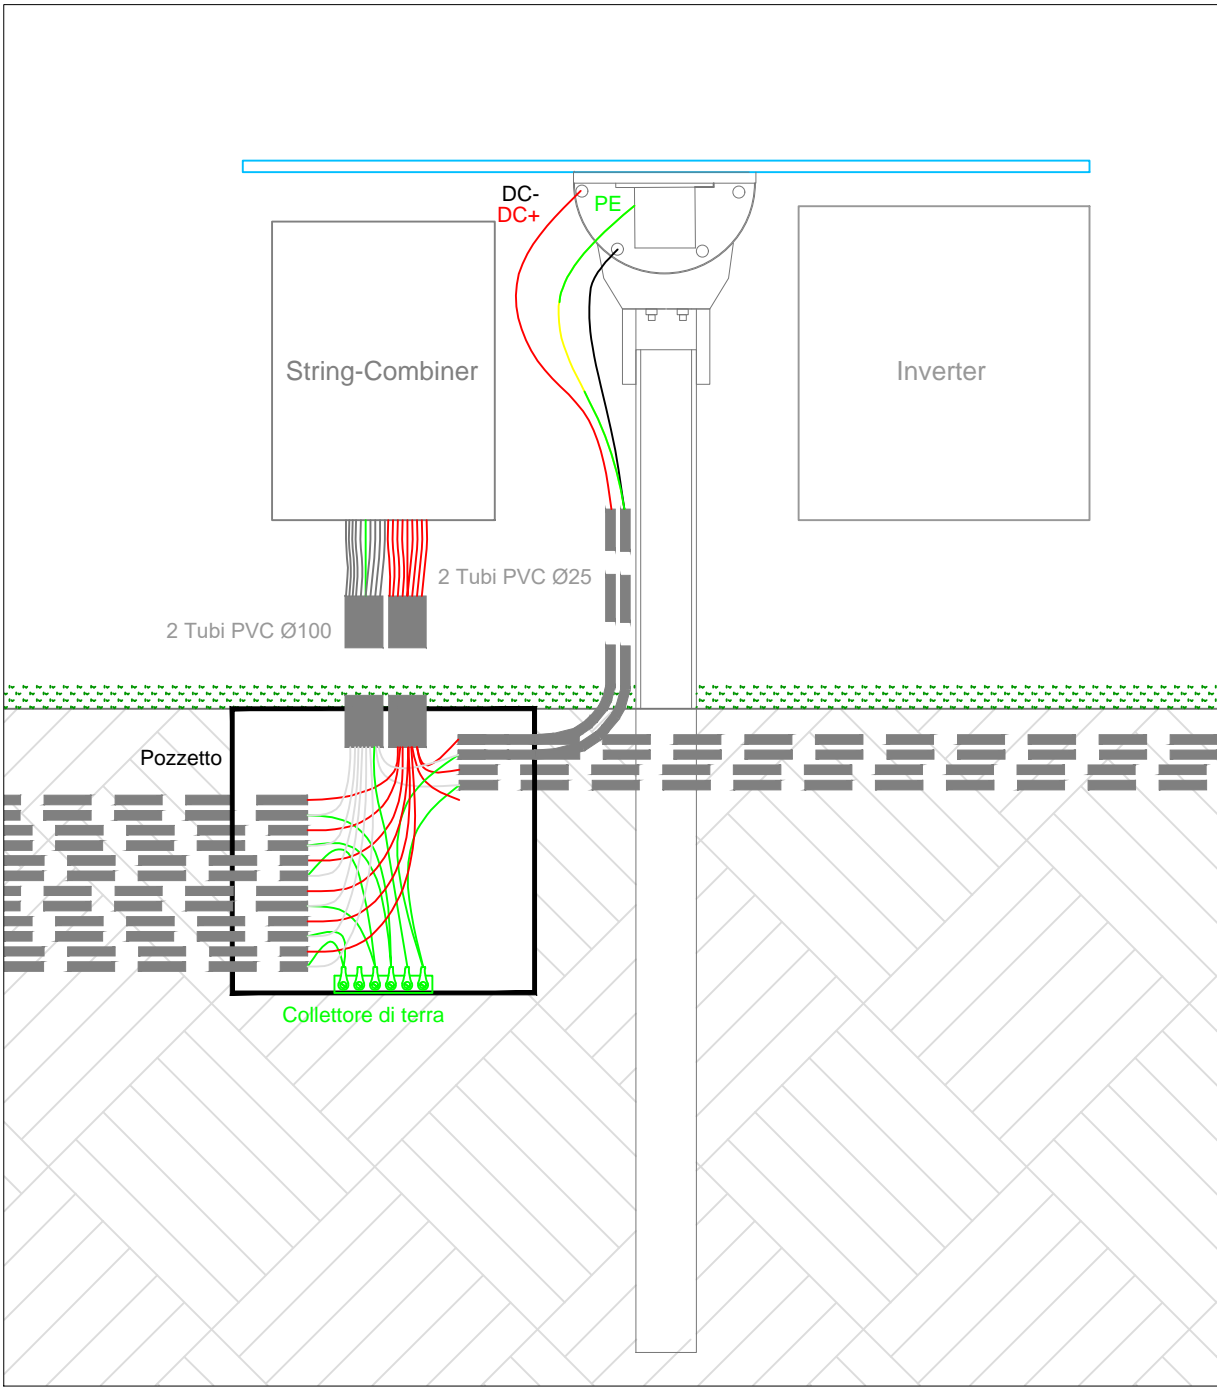 DC-
DC+
PE
String-Combiner
Inverter
2 Tubi PVC Ø25
2 Tubi PVC Ø100
Pozzetto
Collettore di terra